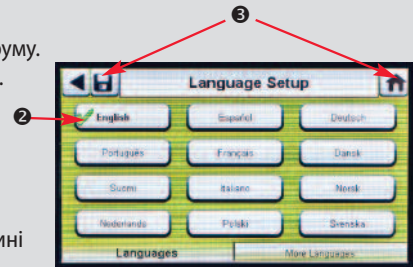 ❸
руму.
.
Language Setup
❷ English Español Deutsch
Português Français Dansk
Suomi Italiano Norsk
Nederlands Polski Svenska
ині
Languages More Languages